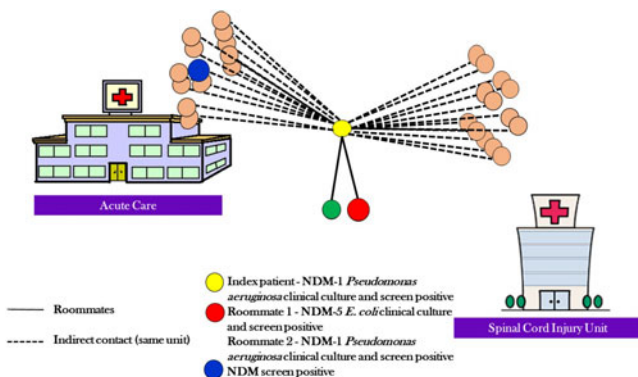 Acute Care
Index patient - NDM-1 Pseudomonas
aeruginosa clinical culture and screen positive
Roommate 1 - NDM-5 E. coli clinical culture
and screen positive
Roommate 2 - NDM-1 Pseudomonas
aeruginosa clinical culture and screen positive
NDM screen positive
Roommates
Indirect contact (same unit)
Spinal Cord Injury Unit